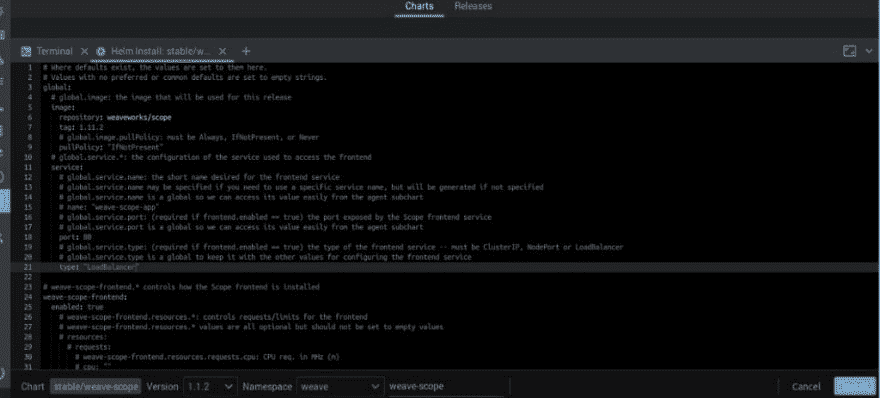 Charts Releases
Terminal Helm Install: stable/w...
1 # Where defaults exist, the values are set to them here.
2 # Values with no preferred or common defaults are set to empty strings.
3 global:
4 # global.image: the image that will be used for this release
5 image:
6 repository: weaveworks/scope
7 tag: 1.11.2
8 # global.image.pullPolicy: must be Always, IfNotPresent, or Never
9 pullPolicy: "IfNotPresent"
10 # global.service.*: the configuration of the service used to access the frontend
11 service:
12 # global.service.name: the short name desired for the frontend service
13 # global.service.name may be specified if you need to use a specific service name, but will be generated if not specified
14 # global.service.name is a global so we can access its value easily from the agent subchart
15 # name: "weave-scope-app"
16 # global.service.port: (required if frontend.enabled == true) the port exposed by the Scope frontend service
17 # global.service.port is a global so we can access its value easily from the agent subchart
18 port: 80
19 # global.service.type: (required if frontend.enabled == true) the type of the frontend service -- must be ClusterIP, NodePort or LoadBalancer
20 # global.service.type is a global to keep it with the other values for configuring the frontend service
21 type: "LoadBalancer"
22
23 # weave-scope-frontend.* controls how the Scope frontend is installed
24 weave-scope-frontend:
25 enabled: true
26 # weave-scope-frontend.resources.*: controls requests/limits for the frontend
27 # weave-scope-frontend.resources.* values are all optional but should not be set to empty values
28 # resources:
29 # requests:
30 # weave-scope-frontend.resources.requests.cpu: CPU req. in MHz (m)
31 # cpu: ""
Chart stable/weave-scope Version 1.1.2 Namespace weave weave-scope Cancel